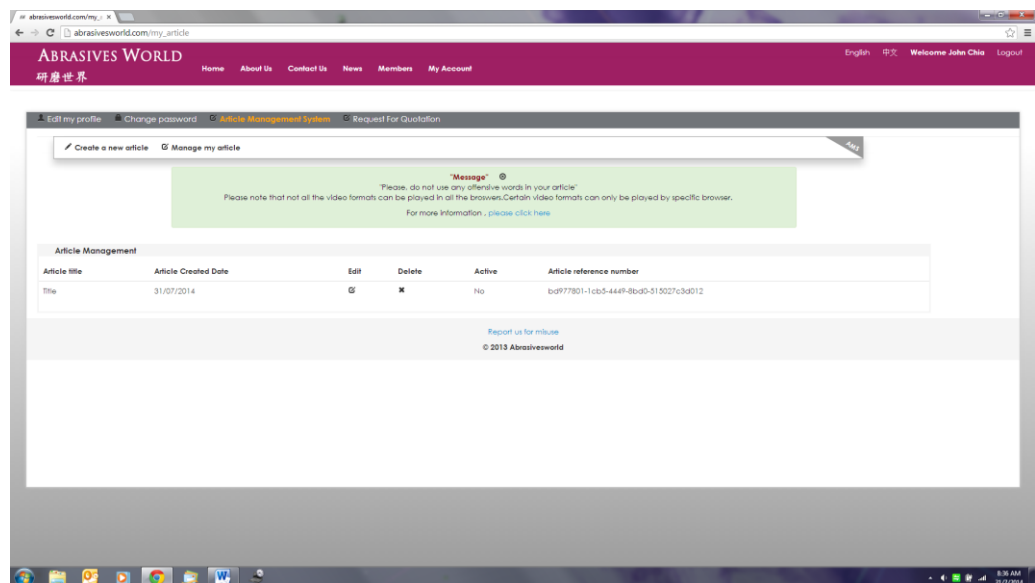 abrasivesworld.com/my_
abrasivesworld.com/my_article
ABRASIVES WORLD
研磨世界
Home About Us Contact Us News Members My Account
English 中文 Welcome John Chia Logout
Edit my profile Change password Article Management System Request For Quotation
Create a new article Manage my article
AMS
"Message"
"Please, do not use any offensive words in your article"
Please note that not all the video formats can be played in all the browsers.Certain video formats can only be played by specific browser.
For more information , please click here
Article Management
Article title Article Created Date Edit Delete Active Article reference number
Title 31/07/2014 No bd977801-1cb5-4449-8bd0-515027c3d012
Report us for misuse
© 2013 Abrasivesworld
8:36 AM